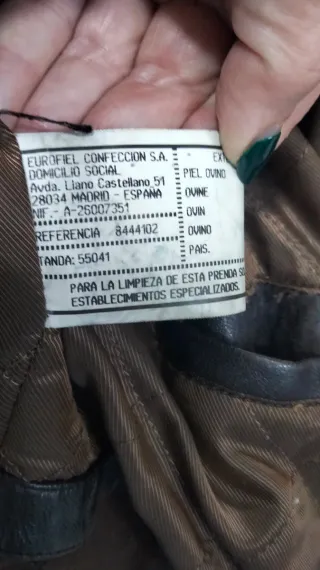 EUROFIEL CONFECCION S.A.
DOMICILIO SOCIAL
Avda. Llano Castellano, 51
28034 MADRID - ESPAÑA
NIF.- A-28007351
REFERENCIA 8444102
TANDA: 55041
EXT
PIEL OVINO
OVINE
OVIN
OVINO
PAIS.
PARA LA LIMPIEZA DE ESTA PRENDA
ESTABLECIMIENTOS ESPECIALIZADOS.